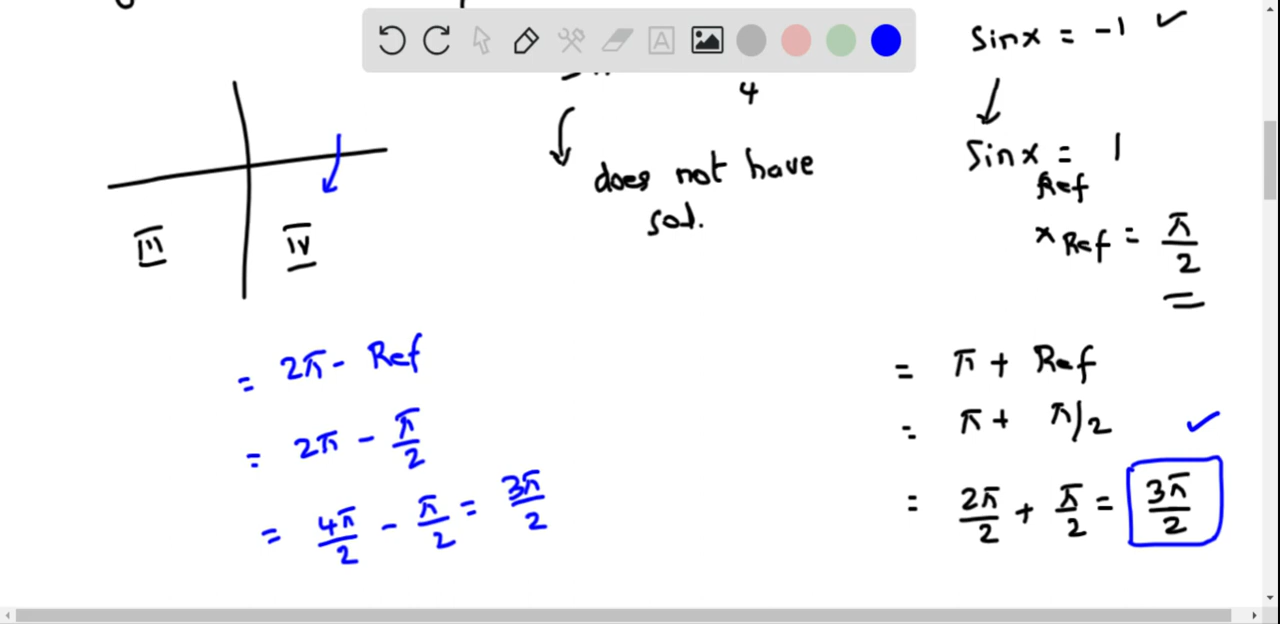 sin x = -1 ✓
4
sin x Ref = 1
does not have
sol.
x Ref = π/2
III
IV
= 2π - Ref
= 2π - π/2
= 4π/2 - π/2 = 3π/2
= π + Ref
= π + π/2
= 2π/2 + π/2 = 3π/2